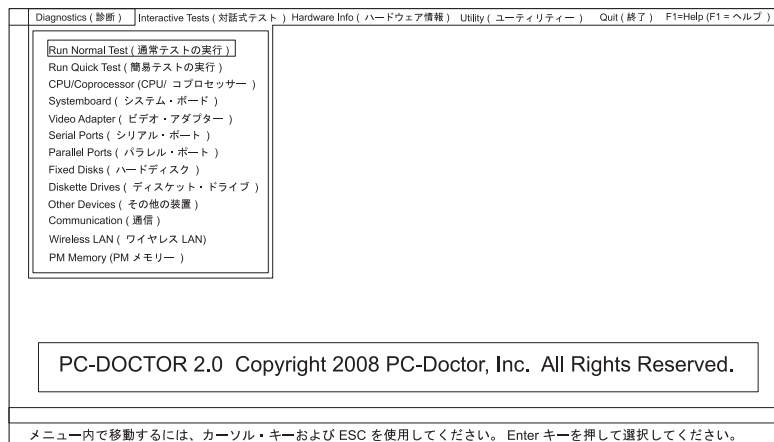 Diagnostics ( 診断 ) Interactive Tests ( 対話式テスト ) Hardware Info ( ハードウェア情報 ) Utility ( ユーティリティー ) Quit ( 終了 ) F1=Help (F1 = ヘルプ )
Run Normal Test ( 通常テストの実行 )
Run Quick Test ( 簡易テストの実行 )
CPU/Coprocessor (CPU/ コプロセッサー )
Systemboard ( システム・ボード )
Video Adapter ( ビデオ・アダプター )
Serial Ports ( シリアル・ポート )
Parallel Ports ( パラレル・ポート )
Fixed Disks ( ハードディスク )
Diskette Drives ( ディスケット・ドライブ )
Other Devices ( その他の装置 )
Communication ( 通信 )
Wireless LAN ( ワイヤレス LAN)
PM Memory (PM メモリー )
PC-DOCTOR 2.0 Copyright 2008 PC-Doctor, Inc. All Rights Reserved.
メニュー内で移動するには、カーソル・キーおよび ESC を使用してください。 Enter キーを押して選択してください。